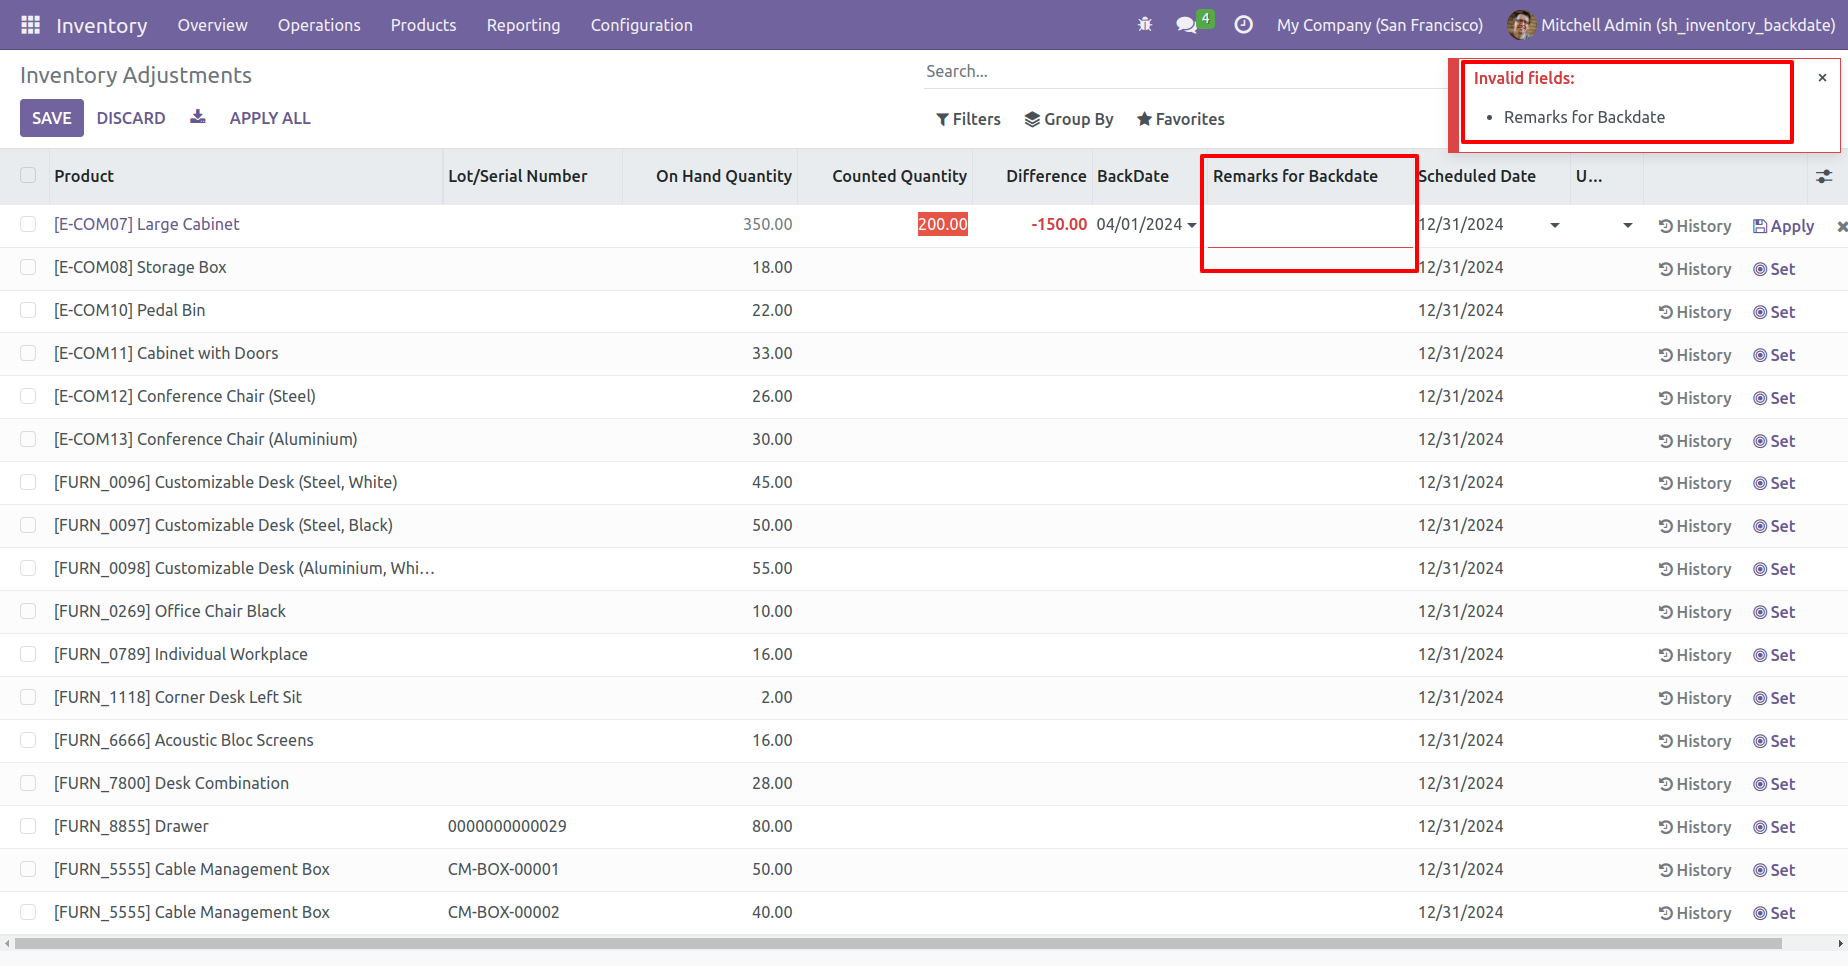 Inventory Overview Operations Products Reporting Configuration 4 My Company (San Francisco) Mitchell Admin (sh_inventory_backdate)
Inventory Adjustments
Search...
SAVE DISCARD APPLY ALL
Filters Group By Favorites
Invalid fields:
• Remarks for Backdate
Product Lot/Serial Number On Hand Quantity Counted Quantity Difference BackDate Remarks for Backdate Scheduled Date U...
[E-COM07] Large Cabinet 350.00 200.00 -150.00 04/01/2024 12/31/2024 History Apply
[E-COM08] Storage Box 18.00 12/31/2024 History Set
[E-COM10] Pedal Bin 22.00 12/31/2024 History Set
[E-COM11] Cabinet with Doors 33.00 12/31/2024 History Set
[E-COM12] Conference Chair (Steel) 26.00 12/31/2024 History Set
[E-COM13] Conference Chair (Aluminium) 30.00 12/31/2024 History Set
[FURN_0096] Customizable Desk (Steel, White) 45.00 12/31/2024 History Set
[FURN_0097] Customizable Desk (Steel, Black) 50.00 12/31/2024 History Set
[FURN_0098] Customizable Desk (Aluminium, Whi... 55.00 12/31/2024 History Set
[FURN_0269] Office Chair Black 10.00 12/31/2024 History Set
[FURN_0789] Individual Workplace 16.00 12/31/2024 History Set
[FURN_1118] Corner Desk Left Sit 2.00 12/31/2024 History Set
[FURN_6666] Acoustic Bloc Screens 16.00 12/31/2024 History Set
[FURN_7800] Desk Combination 28.00 12/31/2024 History Set
[FURN_8855] Drawer 0000000000029 80.00 12/31/2024 History Set
[FURN_5555] Cable Management Box CM-BOX-00001 50.00 12/31/2024 History Set
[FURN_5555] Cable Management Box CM-BOX-00002 40.00 12/31/2024 History Set